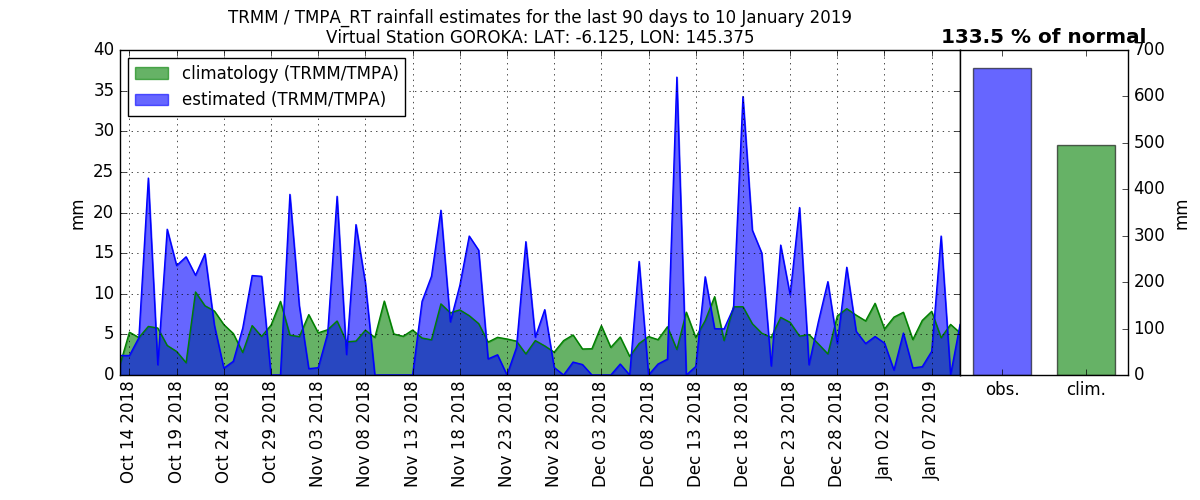 TRMM / TMPA_RT rainfall estimates for the last 90 days to 10 January 2019
Virtual Station GOROKA: LAT: -6.125, LON: 145.375
133.5 % of normal
climatology (TRMM/TMPA)
estimated (TRMM/TMPA)
mm
40
35
30
25
20
15
10
5
0
Oct 14 2018
Oct 19 2018
Oct 24 2018
Oct 29 2018
Nov 03 2018
Nov 08 2018
Nov 13 2018
Nov 18 2018
Nov 23 2018
Nov 28 2018
Dec 03 2018
Dec 08 2018
Dec 13 2018
Dec 18 2018
Dec 23 2018
Dec 28 2018
Jan 02 2019
Jan 07 2019
700
600
500
400
300
200
100
0
mm
obs.
clim.